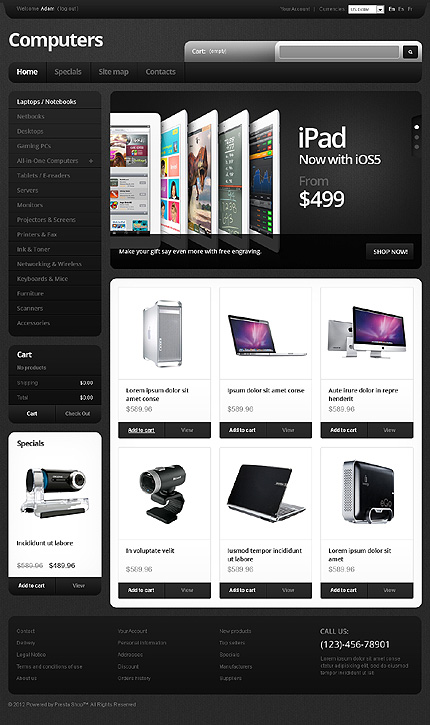 Welcome Adam (log out)
Your Account | Currencies: En Es Fr
Computers
Cart: (empty)
Home Specials Site map Contacts
Laptops / Notebooks
Netbooks
Desktops
Gaming PCs
All-in-One Computers +
Tablets / E-readers
Servers
Monitors
Projectors & Screens
Printers & Fax
Ink & Toner
Networking & Wireless
Keyboards & Mice
Furniture
Scanners
Accessories
iPad
Now with iOS5
From
$499
Make your gift say even more with free engraving.
SHOP NOW!
Cart
No products
Shipping $0.00
Total $0.00
Cart Check Out
Specials
Incididunt ut labore
$589.96 $489.96
Add to cart View
Lorem ipsum dolor sit
amet conse
$589.96
Add to cart View
Ipsum dolor sit amet conse
$589.96
Add to cart View
Aute irure dolor in repre
henderit
$589.96
Add to cart View
In voluptate velit
$589.96
Add to cart View
Iusmod tempor incididunt
ut labore
$589.96
Add to cart View
Lorem ipsum dolor sit
amet
$589.96
Add to cart View
Contact
Delivery
Legal Notice
Terms and conditions of use
About us
Your Account
Personal information
Addresses
Discount
Orders history
New products
Top sellers
Specials
Manufacturers
Suppliers
CALL US:
(123)-456-78901
Lorem ipsum dolor sit amet conse
ctetur adipisicing elit sed do eiusmod
tempor incididunt ut lab
© 2012 Powered by Presta Shop™. All Rights Reserved